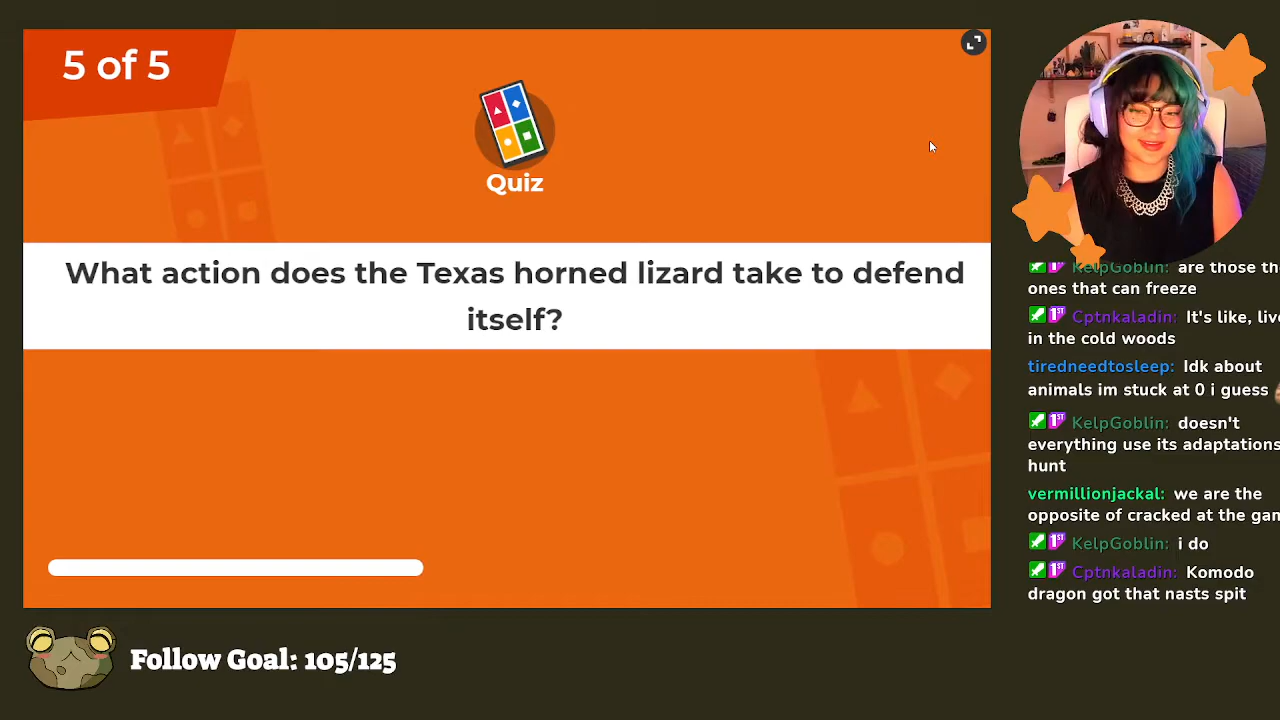 5 of 5
Quiz
What action does the Texas horned lizard take to defend
itself?
KelpGoblin: are those the
ones that can freeze
Cptnkaladin: It's like, live
in the cold woods
tiredneedtosleep: Idk about
animals im stuck at 0 i guess
KelpGoblin: doesn't
everything use its adaptations
hunt
vermillionjackal: we are the
opposite of cracked at the gam
KelpGoblin: i do
Cptnkaladin: Komodo
dragon got that nasts spit
Follow Goal: 105/125